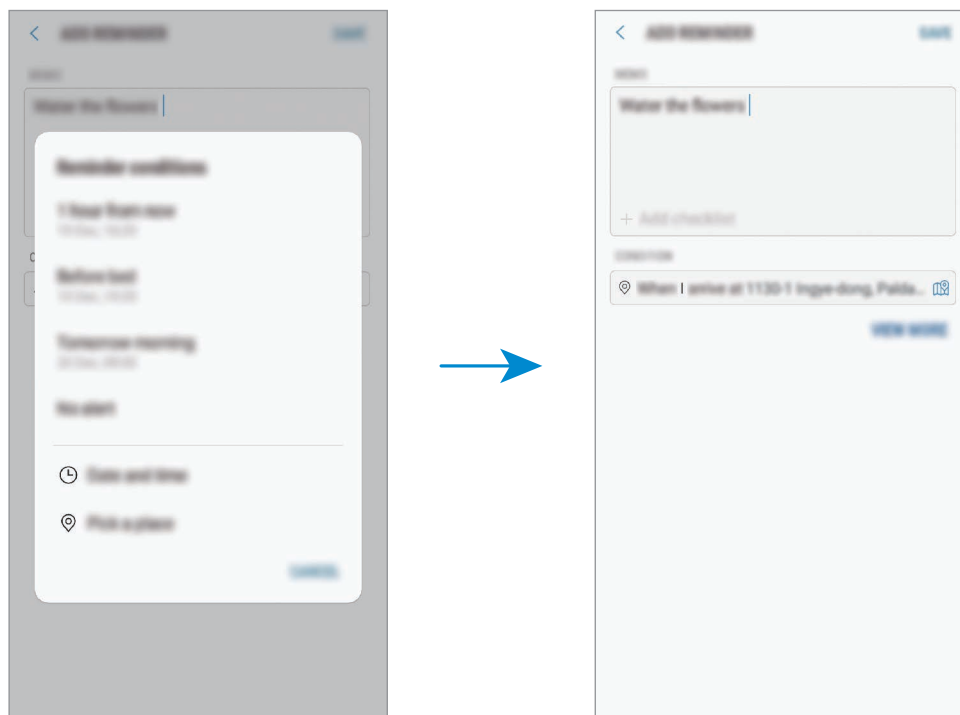 ADD REMINDER
SAVE
MEMO
Water the flowers
Reminder conditions
1 hour from now
Before bed
Tomorrow morning
No alert
Date and time
Pick a place
CANCEL
ADD REMINDER
SAVE
MEMO
Water the flowers
+ Add checklist
CONDITION
When I arrive at 1130-1 Ingye-dong, Palda...
VIEW MORE